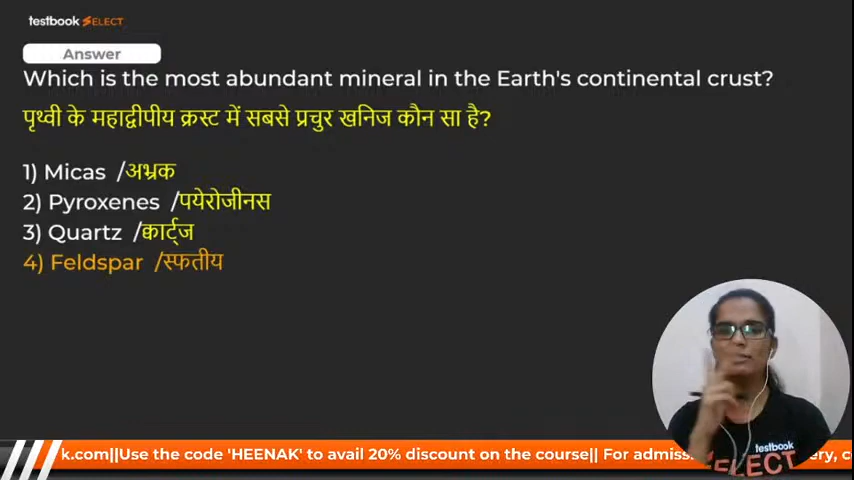 testbook SELECT
Answer
Which is the most abundant mineral in the Earth's continental crust?
पृथ्वी के महाद्वीपीय क्रस्ट में सबसे प्रचुर खनिज कौन सा है?
1) Micas /अभ्रक
2) Pyroxenes /पयेरोजीनस
3) Quartz /क्वार्ट्ज
4) Feldspar /स्फतीय
testbook
SELECT
k.com||Use the code 'HEENAK' to avail 20% discount on the course|| For